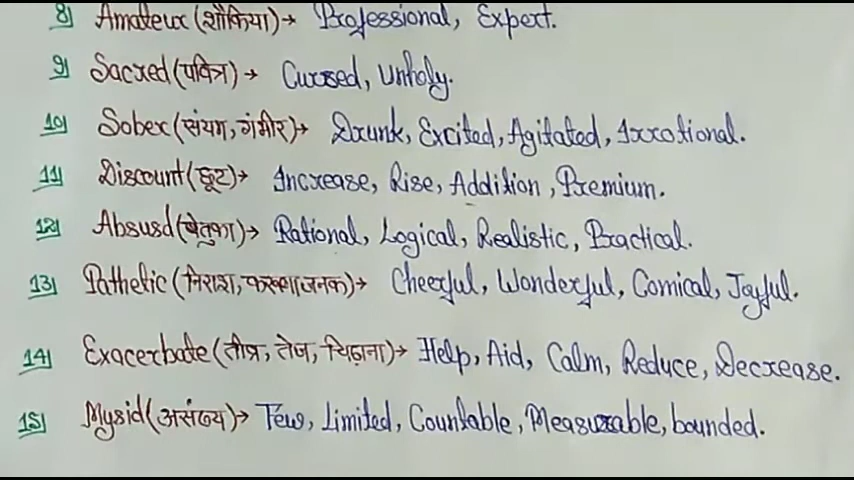 8) Amateur (शौकिया) → Professional, Expert.
9) Sacred (पवित्र) → Cursed, Unholy.
10) Sober (संयम, गंभीर) → Drunk, Excited, Agitated, Irrational.
11) Discount (छूट) → Increase, Rise, Addition, Premium.
12) Absurd (बेतुका) → Rational, Logical, Realistic, Practical.
13) Pathetic (निराश, करुणाजनक) → Cheerful, Wonderful, Comical, Joyful.
14) Exacerbate (तीव्र, तेज, चिढ़ाना) → Help, Aid, Calm, Reduce, Decrease.
15) Myriad (असंख्य) → Few, Limited, Countable, Measurable, bounded.